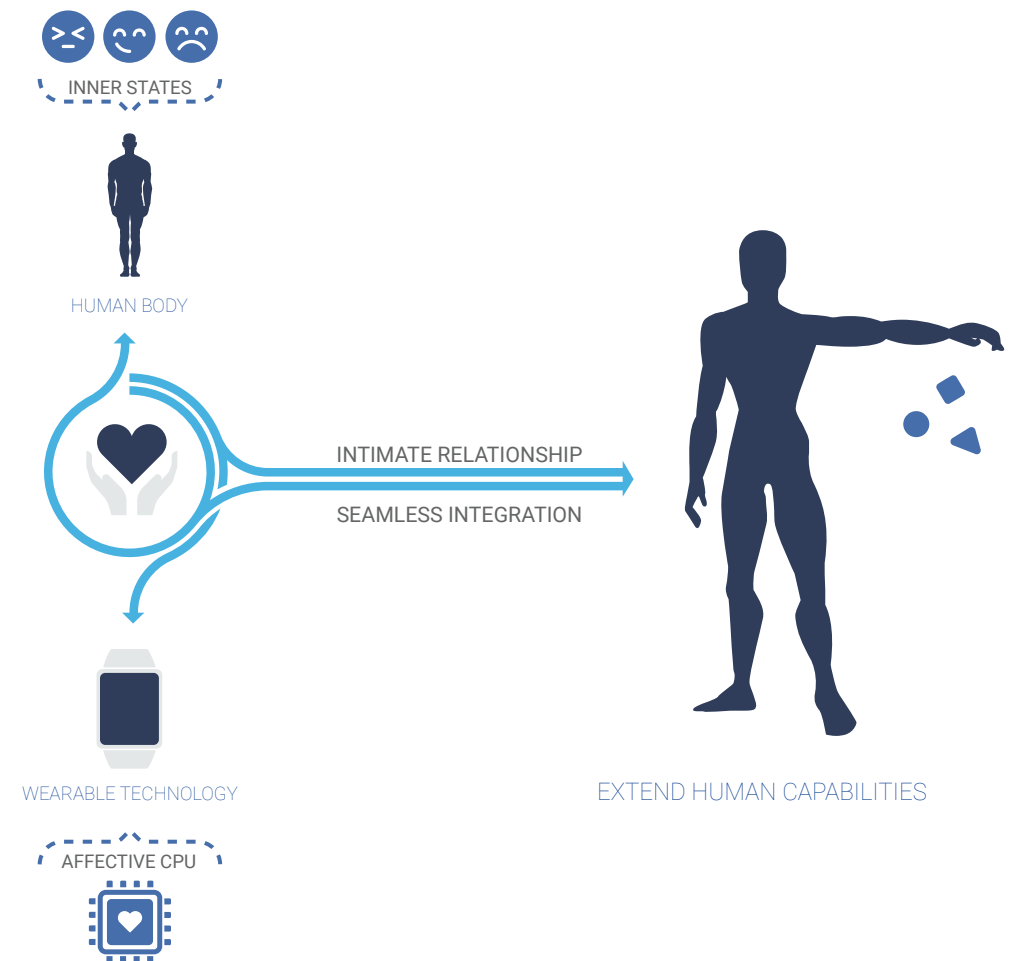 INNER STATES
HUMAN BODY
INTIMATE RELATIONSHIP
SEAMLESS INTEGRATION
WEARABLE TECHNOLOGY
EXTEND HUMAN CAPABILITIES
AFFECTIVE CPU